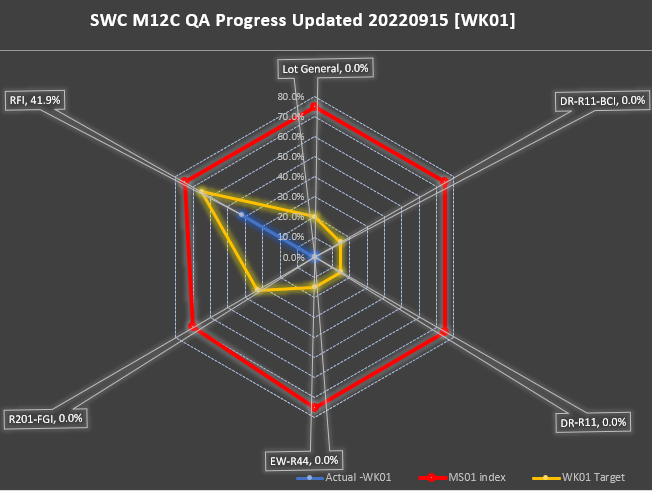 SWC M12C QA Progress Updated 20220915 [WK01]
Lot General, 0.0%
RFI, 41.9%
DR-R11-BCI, 0.0%
80.0%
70.0%
60.0%
50.0%
40.0%
30.0%
20.0%
10.0%
0.0%
R201-FGI, 0.0%
DR-R11, 0.0%
EW-R44, 0.0%
Actual -WK01
MS01 index
WK01 Target